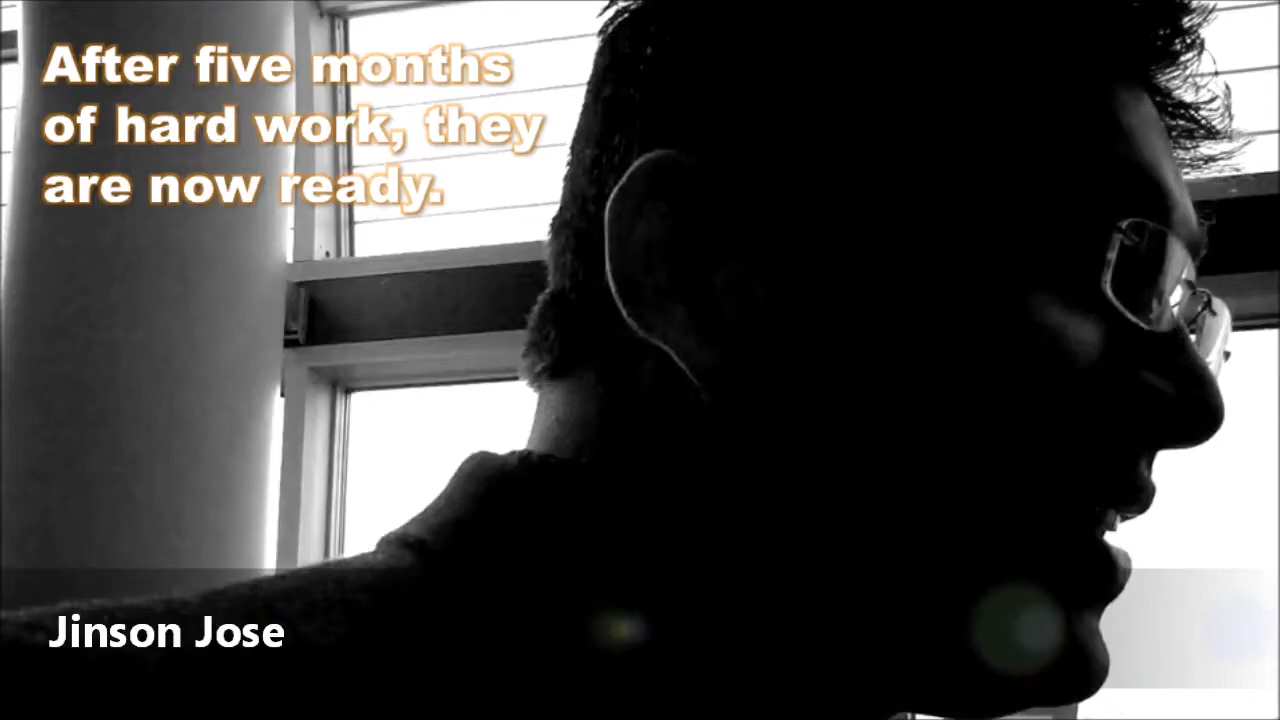 After five months
of hard work, they
are now ready.
Jinson Jose